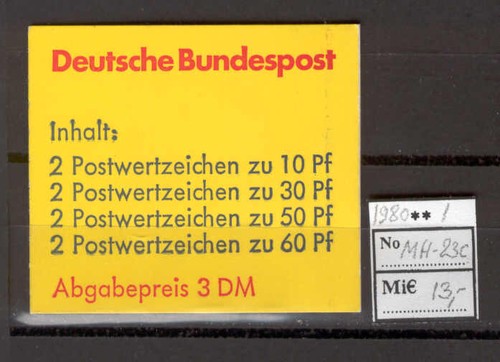 Deutsche Bundespost
Inhalt:
2 Postwertzeichen zu 10 Pf
2 Postwertzeichen zu 30 Pf
2 Postwertzeichen zu 50 Pf
2 Postwertzeichen zu 60 Pf
Abgabepreis 3 DM
1980 ** 1
No MH-23c
Mi€ 13,-